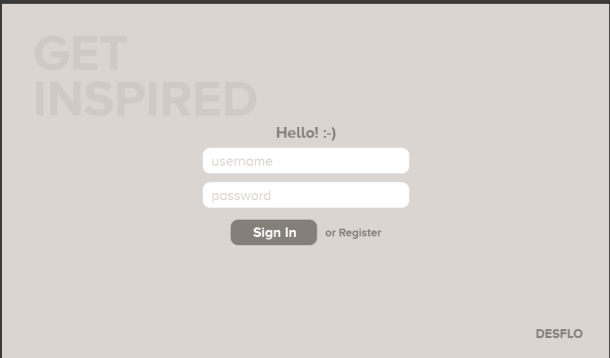 GET
INSPIRED
Hello! :-)
username
password
Sign In or Register
DESFLO